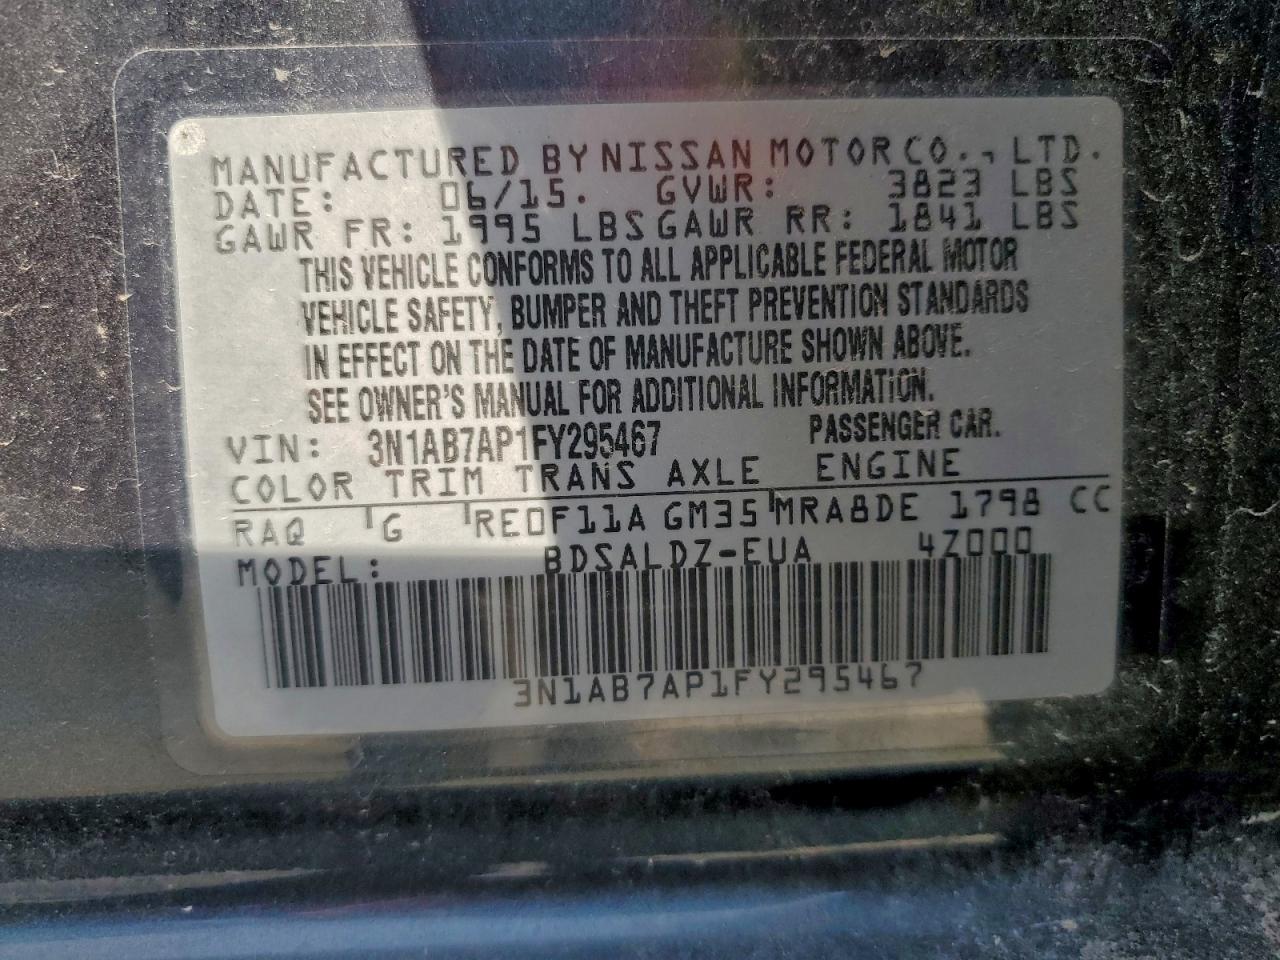 MANUFACTURED BY NISSAN MOTOR CO., LTD.
DATE: 06/15. GVWR: 3823 LBS
GAWR FR: 1995 LBS GAWR RR: 1841 LBS
THIS VEHICLE CONFORMS TO ALL APPLICABLE FEDERAL MOTOR
VEHICLE SAFETY, BUMPER AND THEFT PREVENTION STANDARDS
IN EFFECT ON THE DATE OF MANUFACTURE SHOWN ABOVE.
SEE OWNER'S MANUAL FOR ADDITIONAL INFORMATION.
VIN: 3N1AB7AP1FY295467 PASSENGER CAR.
COLOR TRIM TRANS AXLE ENGINE
RAQ G RE0F11A GM35 MRA8DE 1798 CC
MODEL: BDSALDZ-EUA 4Z000
3N1AB7AP1FY295467